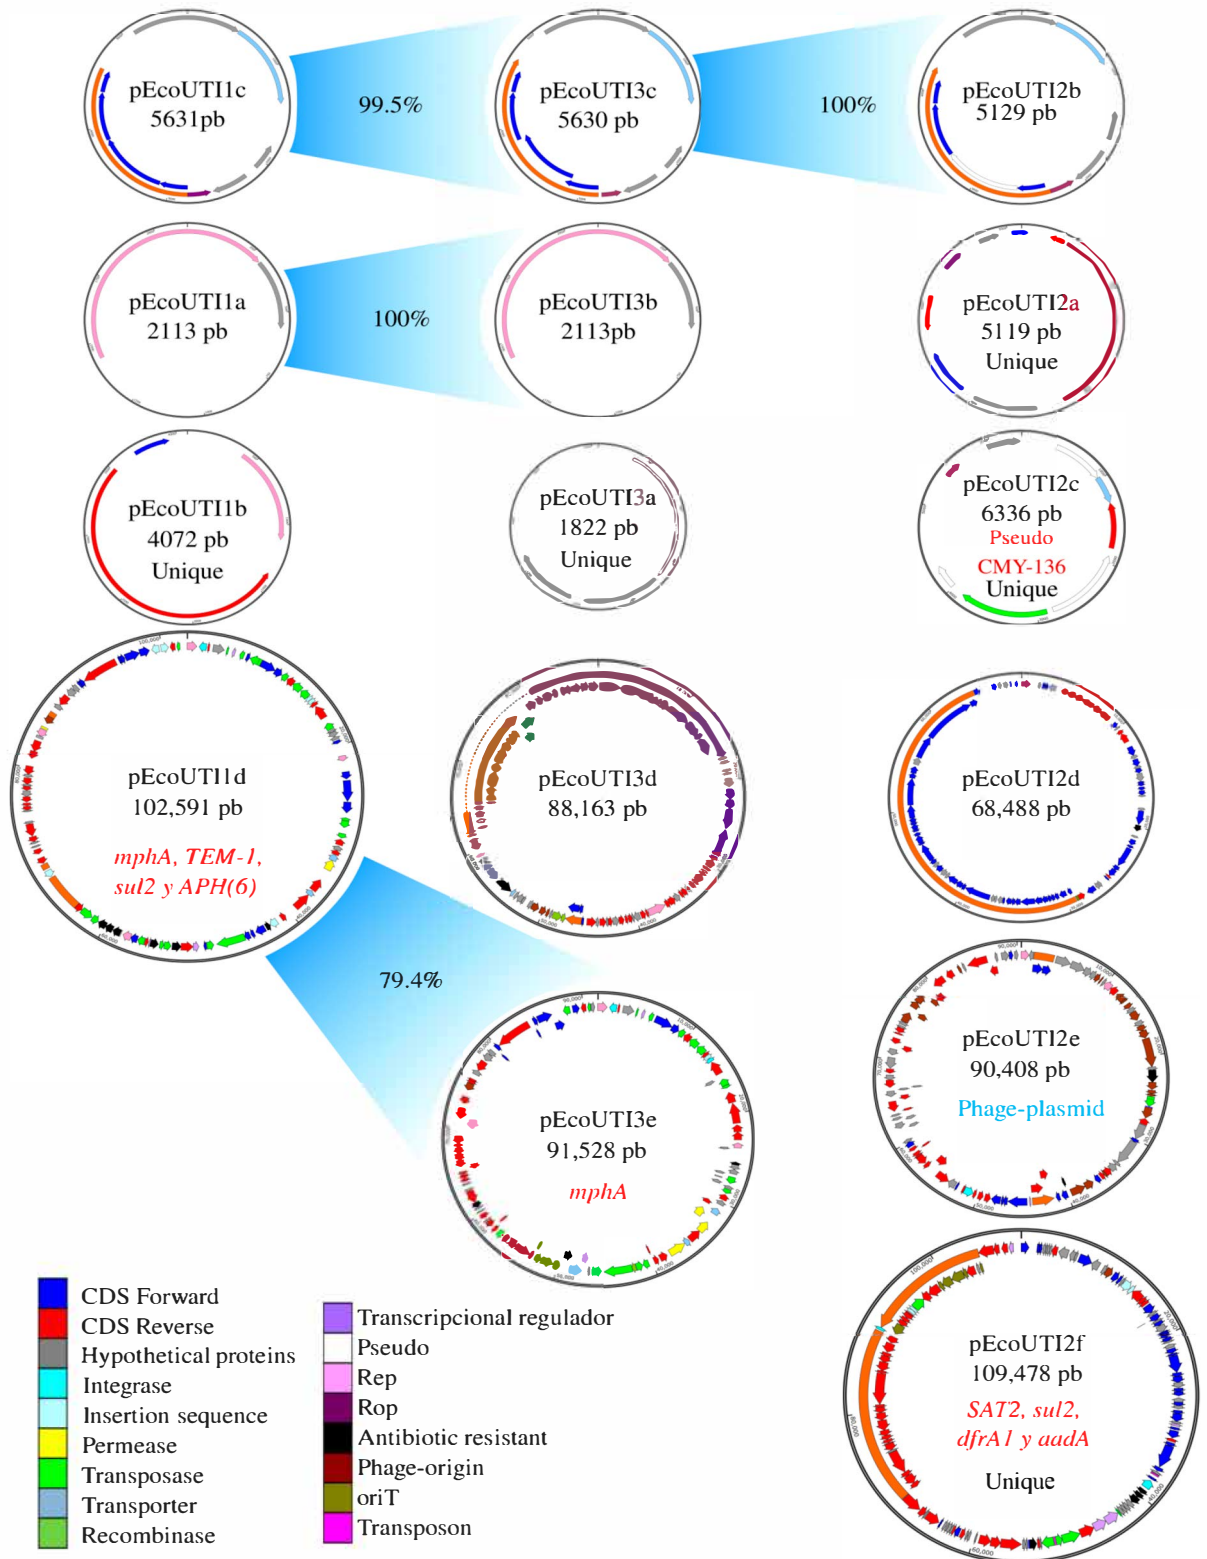 pEcoUTI1c
5631pb
99.5%
pEcoUTI3c
5630 pb
100%
pEcoUTI2b
5129 pb
pEcoUTI1a
2113 pb
100%
pEcoUTI3b
2113pb
pEcoUTI2a
5119 pb
Unique
pEcoUTI1b
4072 pb
Unique
pEcoUTI3a
1822 pb
Unique
pEcoUTI2c
6336 pb
Pseudo
CMY-136
Unique
pEcoUTI1d
102,591 pb
mphA, TEM-1,
sul2 y APH(6)
pEcoUTI3d
88,163 pb
pEcoUTI2d
68,488 pb
79.4%
pEcoUTI3e
91,528 pb
mphA
pEcoUTI2e
90,408 pb
Phage-plasmid
pEcoUTI2f
109,478 pb
SAT2, sul2,
dfrA1 y aadA
Unique
CDS Forward
CDS Reverse
Hypothetical proteins
Integrase
Insertion sequence
Permease
Transposase
Transporter
Recombinase
Transcripcional regulador
Pseudo
Rep
Rop
Antibiotic resistant
Phage-origin
oriT
Transposon